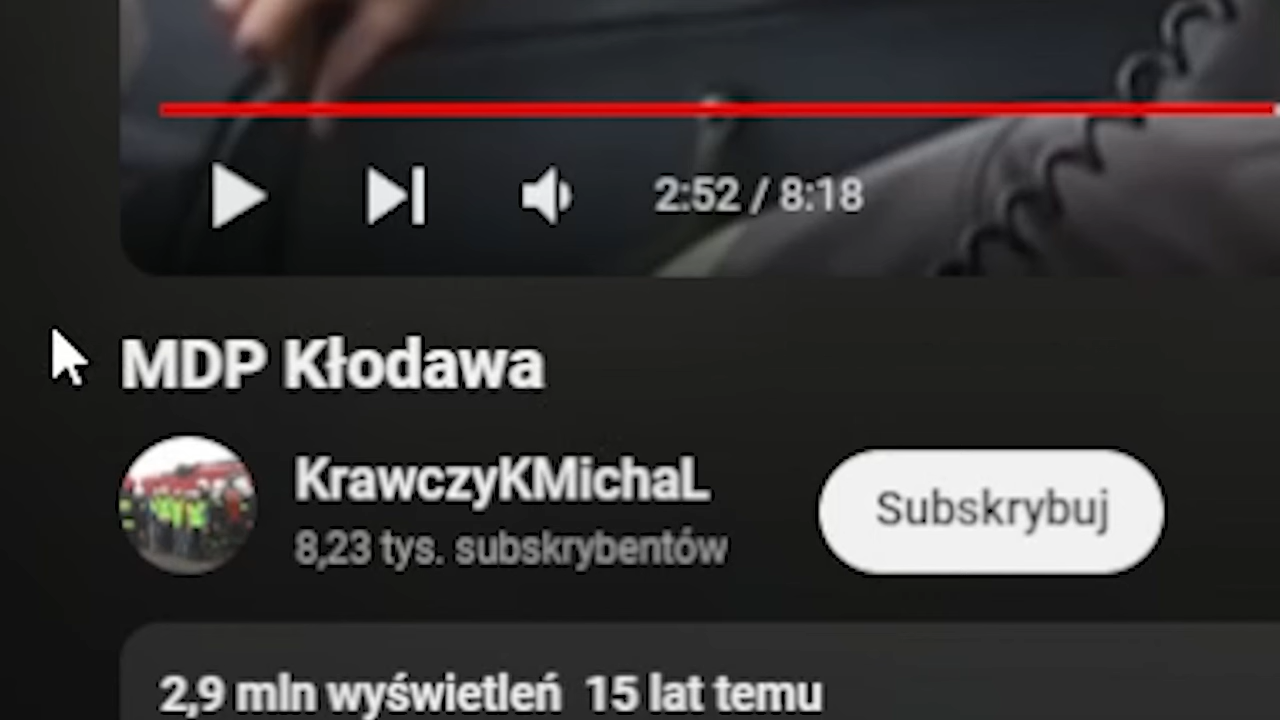 2:52 / 8:18
MDP Kłodawa
KrawczyKMichaL
8,23 tys. subskrybentów
Subskrybuj
2,9 mln wyświetleń 15 lat temu